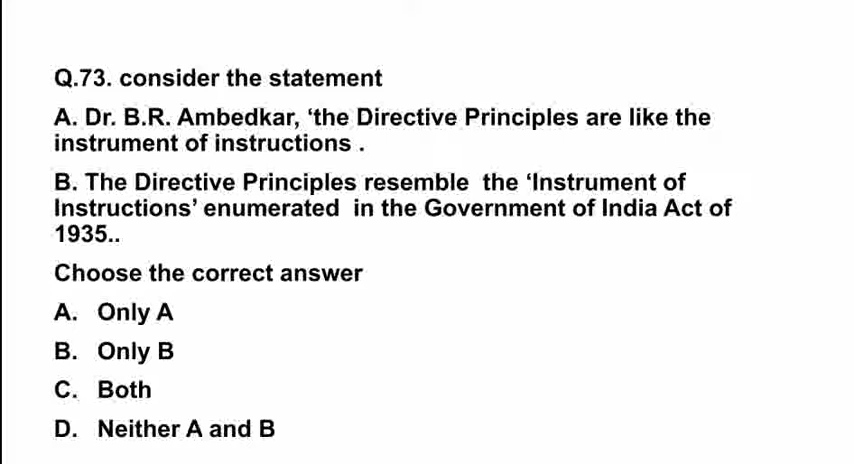 Q.73. consider the statement
A. Dr. B.R. Ambedkar, ‘the Directive Principles are like the
instrument of instructions .
B. The Directive Principles resemble  the ‘Instrument of
Instructions’ enumerated  in the Government of India Act of
1935..
Choose the correct answer
A. Only A
B. Only B
C. Both
D. Neither A and B